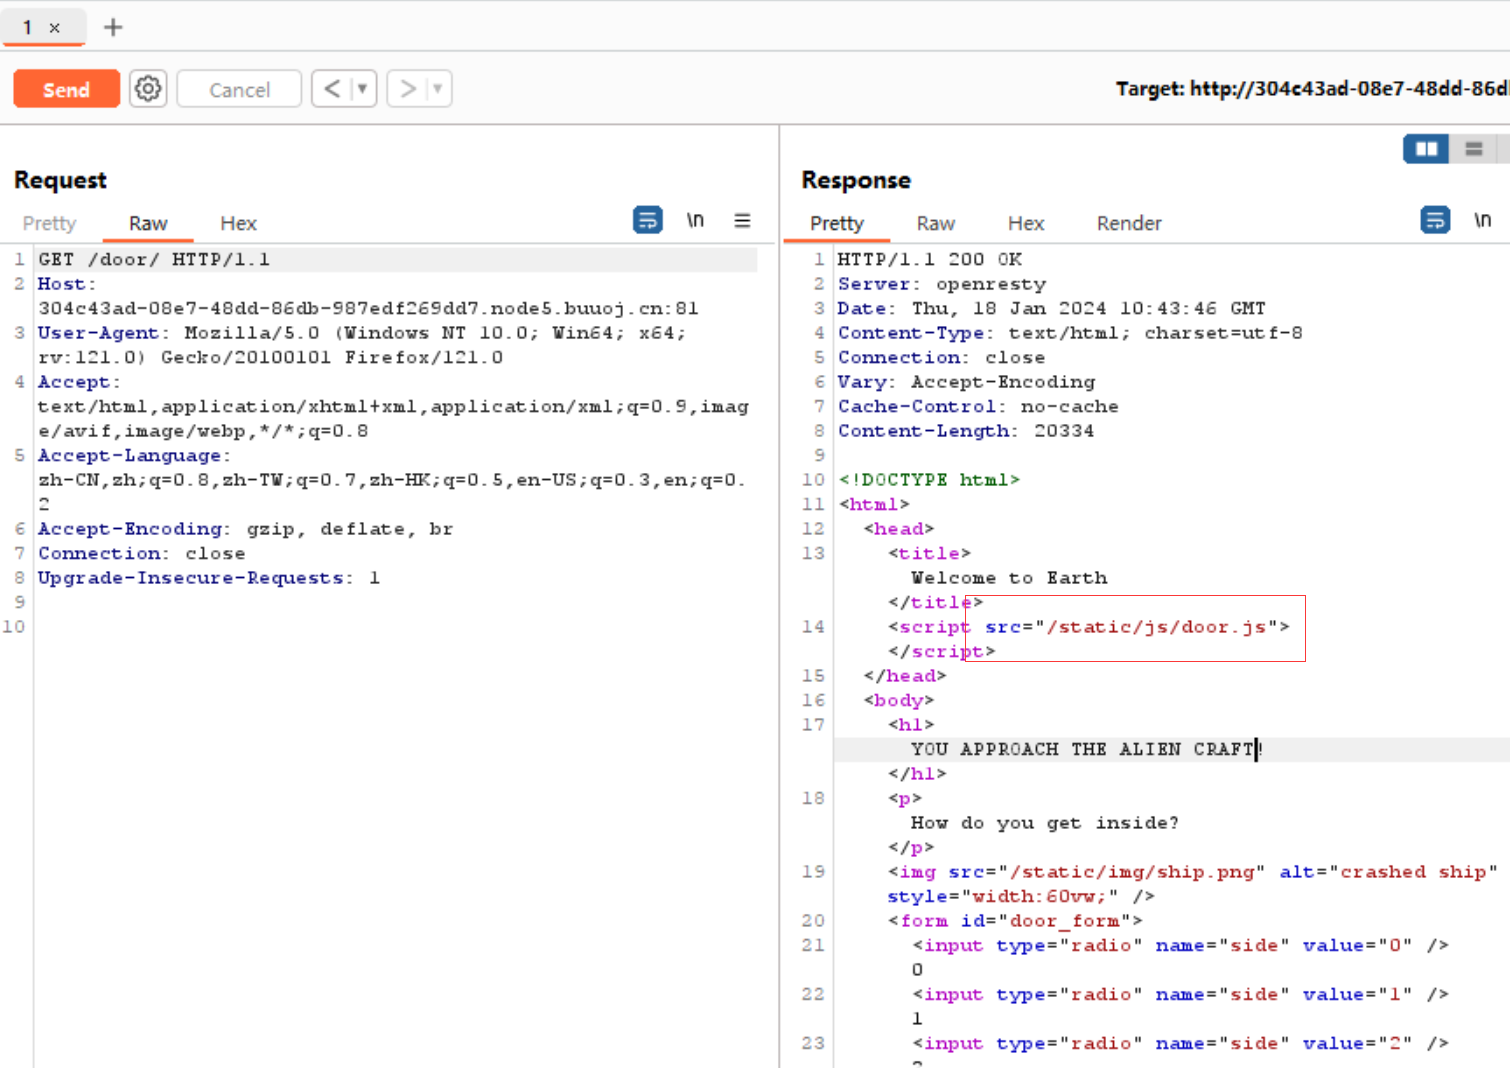 1 × +
Send Cancel < ▼ > ▼ Target: http://304c43ad-08e7-48dd-86d
Request
Pretty Raw Hex \n
1 GET /door/ HTTP/1.1
2 Host:
304c43ad-08e7-48dd-86db-987edf269dd7.node5.buuoj.cn:81
3 User-Agent: Mozilla/5.0 (Windows NT 10.0; Win64; x64;
rv:121.0) Gecko/20100101 Firefox/121.0
4 Accept:
text/html,application/xhtml+xml,application/xml;q=0.9,imag
e/avif,image/webp,*/*;q=0.8
5 Accept-Language:
zh-CN,zh;q=0.8,zh-TW;q=0.7,zh-HK;q=0.5,en-US;q=0.3,en;q=0.
2
6 Accept-Encoding: gzip, deflate, br
7 Connection: close
8 Upgrade-Insecure-Requests: 1
9
10
Response
Pretty Raw Hex Render \n
1 HTTP/1.1 200 OK
2 Server: openresty
3 Date: Thu, 18 Jan 2024 10:43:46 GMT
4 Content-Type: text/html; charset=utf-8
5 Connection: close
6 Vary: Accept-Encoding
7 Cache-Control: no-cache
8 Content-Length: 20334
9
10 <!DOCTYPE html>
11 <html>
12 <head>
13 <title>
Welcome to Earth
</title>
14 <script src="/static/js/door.js">
</script>
15 </head>
16 <body>
17 <h1>
YOU APPROACH THE ALIEN CRAFT!
</h1>
18 <p>
How do you get inside?
</p>
19 <img src="/static/img/ship.png" alt="crashed ship"
style="width:60vw;" />
20 <form id="door_form">
21 <input type="radio" name="side" value="0" />
0
22 <input type="radio" name="side" value="1" />
1
23 <input type="radio" name="side" value="2" />